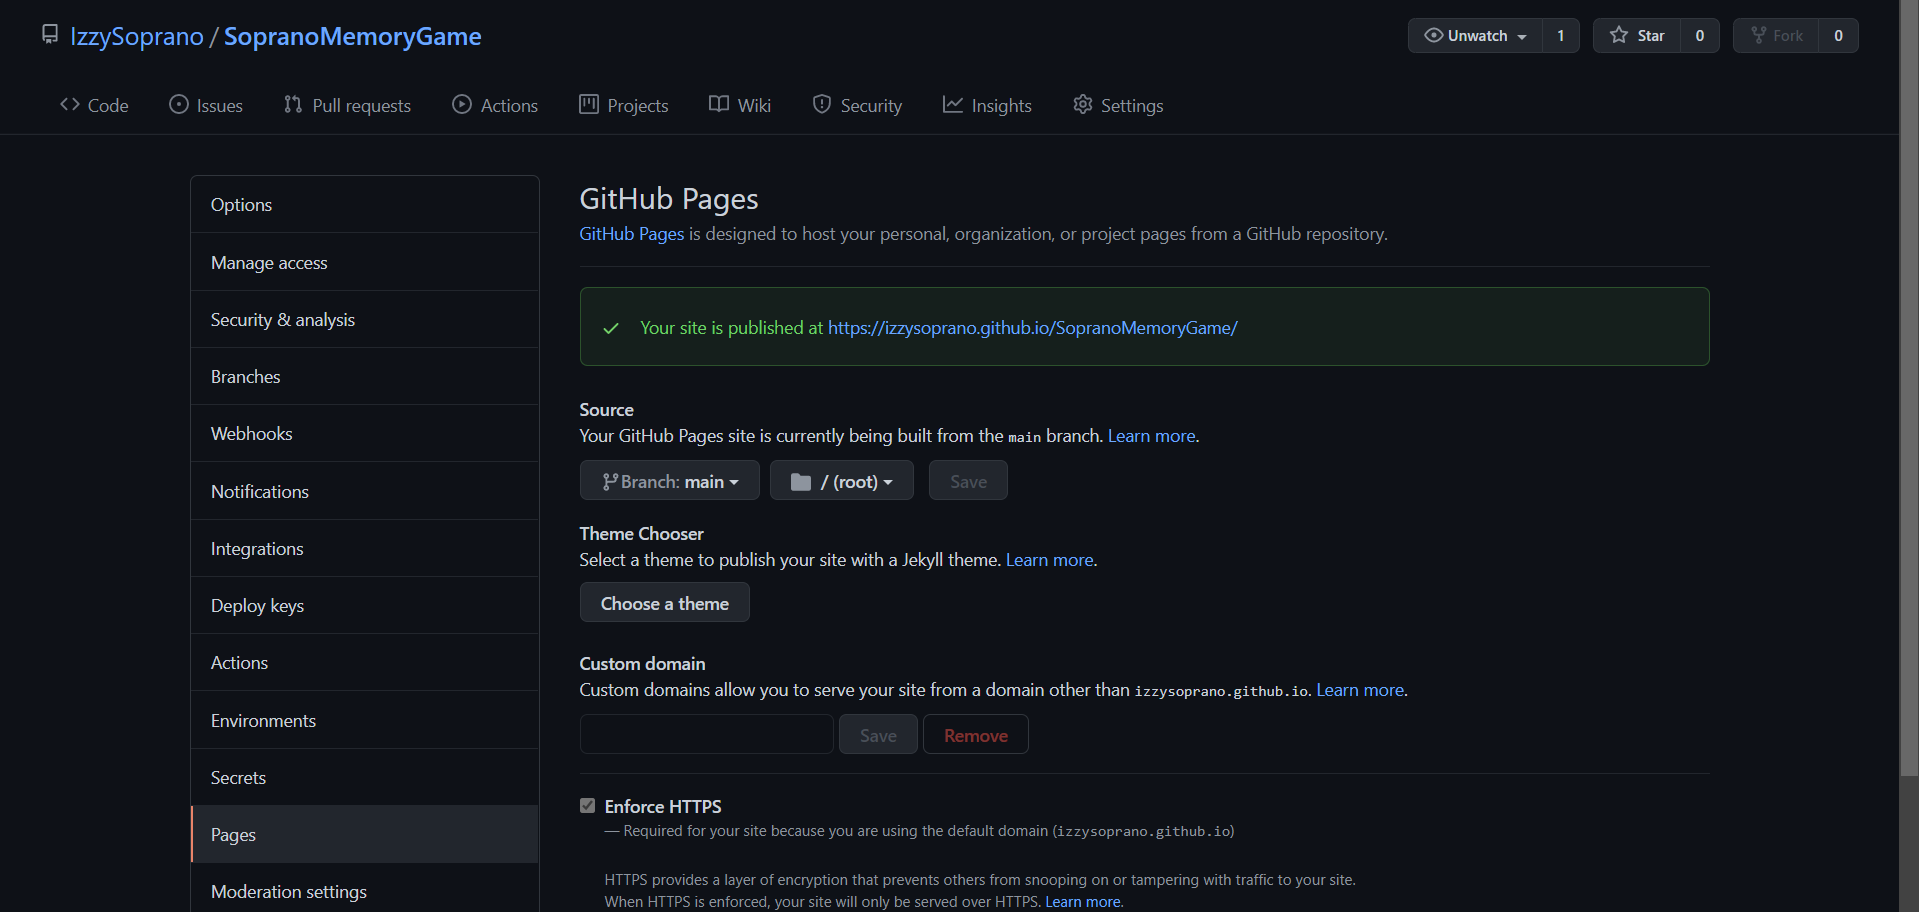 IzzySoprano / SopranoMemoryGame
Unwatch 1 Star 0 Fork 0
Code Issues Pull requests Actions Projects Wiki Security Insights Settings
Options
Manage access
Security & analysis
Branches
Webhooks
Notifications
Integrations
Deploy keys
Actions
Environments
Secrets
Pages
Moderation settings
GitHub Pages
GitHub Pages is designed to host your personal, organization, or project pages from a GitHub repository.
Your site is published at https://izzysoprano.github.io/SopranoMemoryGame/
Source
Your GitHub Pages site is currently being built from the main branch. Learn more.
Branch: main / (root) Save
Theme Chooser
Select a theme to publish your site with a Jekyll theme. Learn more.
Choose a theme
Custom domain
Custom domains allow you to serve your site from a domain other than izzysoprano.github.io. Learn more.
Save Remove
Enforce HTTPS
— Required for your site because you are using the default domain (izzysoprano.github.io)
HTTPS provides a layer of encryption that prevents others from snooping on or tampering with traffic to your site.
When HTTPS is enforced, your site will only be served over HTTPS. Learn more.